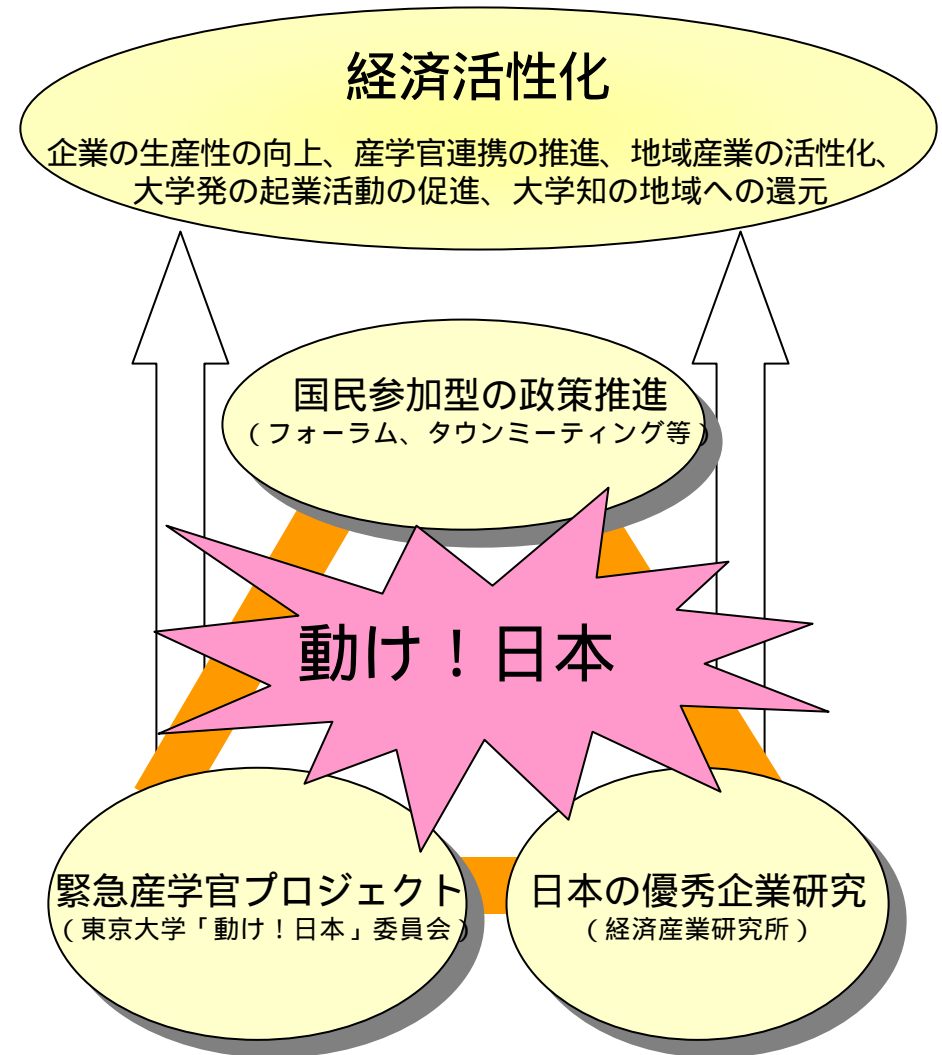 経済活性化
企業の生産性の向上、産学官連携の推進、地域産業の活性化、
大学発の起業活動の促進、大学知の地域への還元
国民参加型の政策推進
（フォーラム、タウンミーティング等）
動け！日本
緊急産学官プロジェクト
（東京大学「動け！日本」委員会）
日本の優秀企業研究
（経済産業研究所）